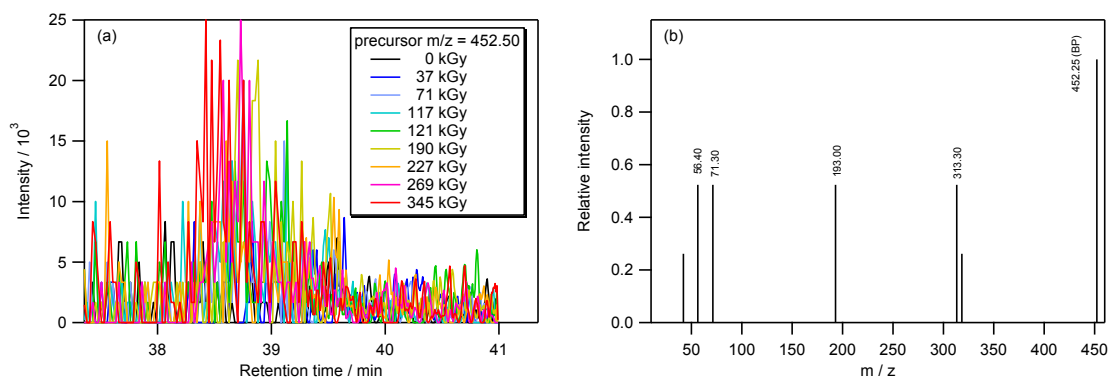 (a)
precursor m/z = 452.50
0 kGy
37 kGy
71 kGy
117 kGy
121 kGy
190 kGy
227 kGy
269 kGy
345 kGy
25
20
15
10
5
0
Intensity / 10³
38
39
40
41
Retention time / min
(b)
1.0
0.8
0.6
0.4
0.2
0.0
Relative intensity
56.40
71.30
193.00
313.30
452.25 (BP)
50
100
150
200
250
300
350
400
450
m / z